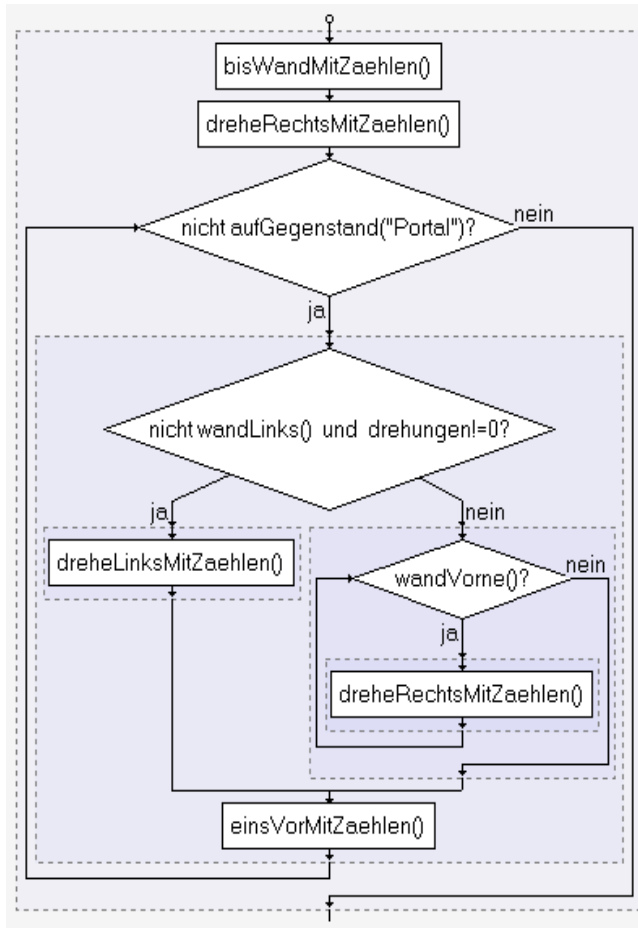 bisWandMitZaehlen()
dreheRechtsMitZaehlen()
nicht aufGegenstand("Portal")?
nein
ja
nicht wandLinks() und drehungen!=0?
ja
nein
dreheLinksMitZaehlen()
wandVorne()?
nein
ja
dreheRechtsMitZaehlen()
einsVorMitZaehlen()